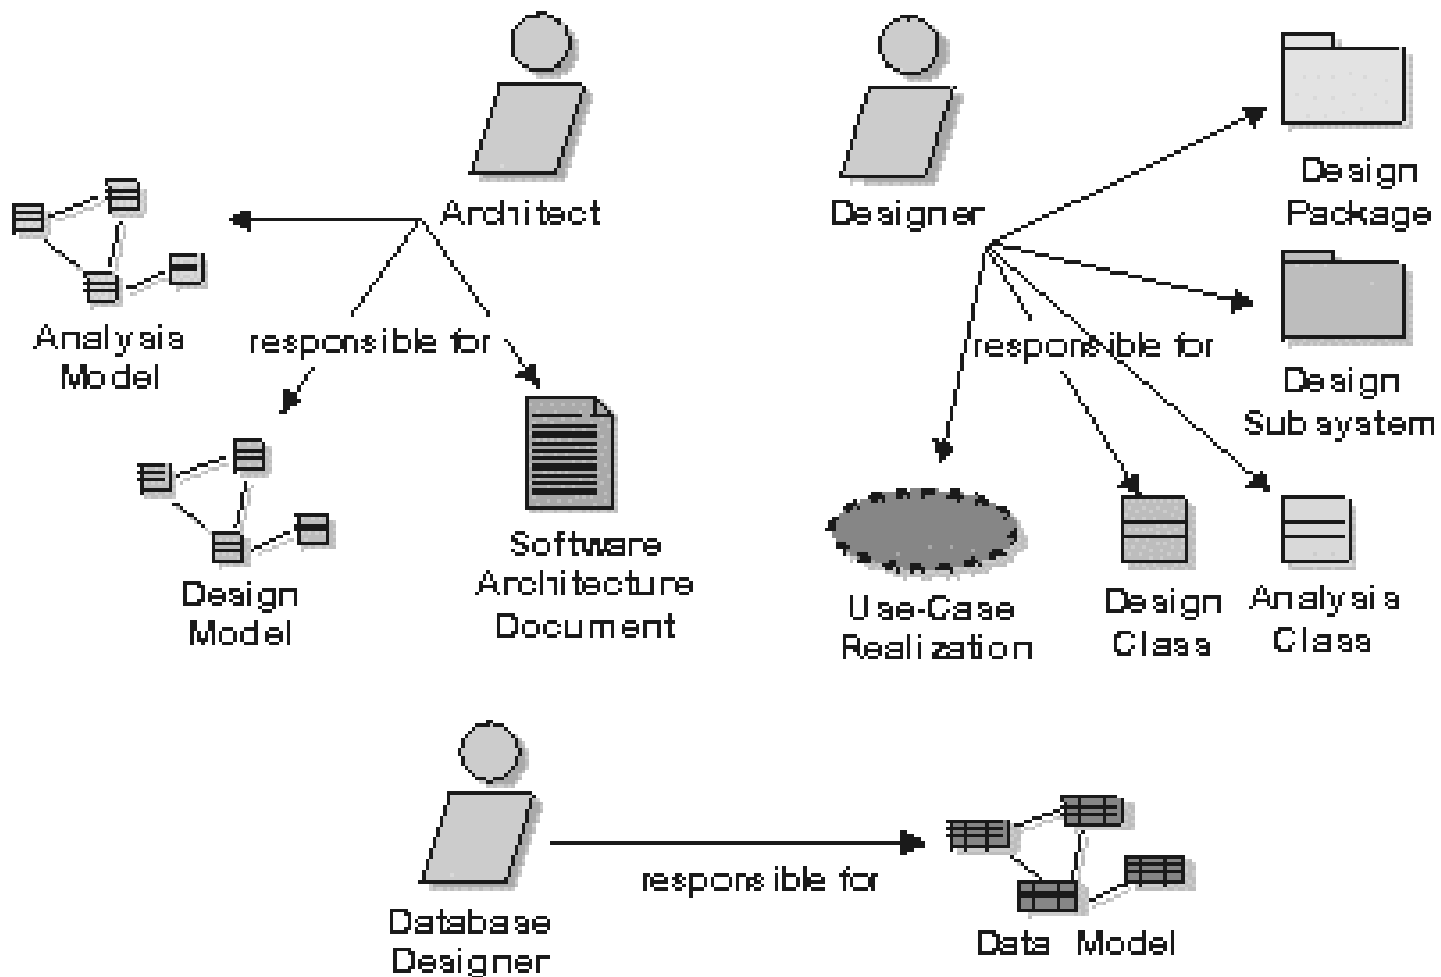 Architect
Designer
Design
Package
Analysis
Model
responsible for
responsible for
Design
Subsystem
Software
Architecture
Document
Design
Model
Use-Case
Realization
Design
Class
Analysis
Class
responsible for
Database
Designer
Data Model